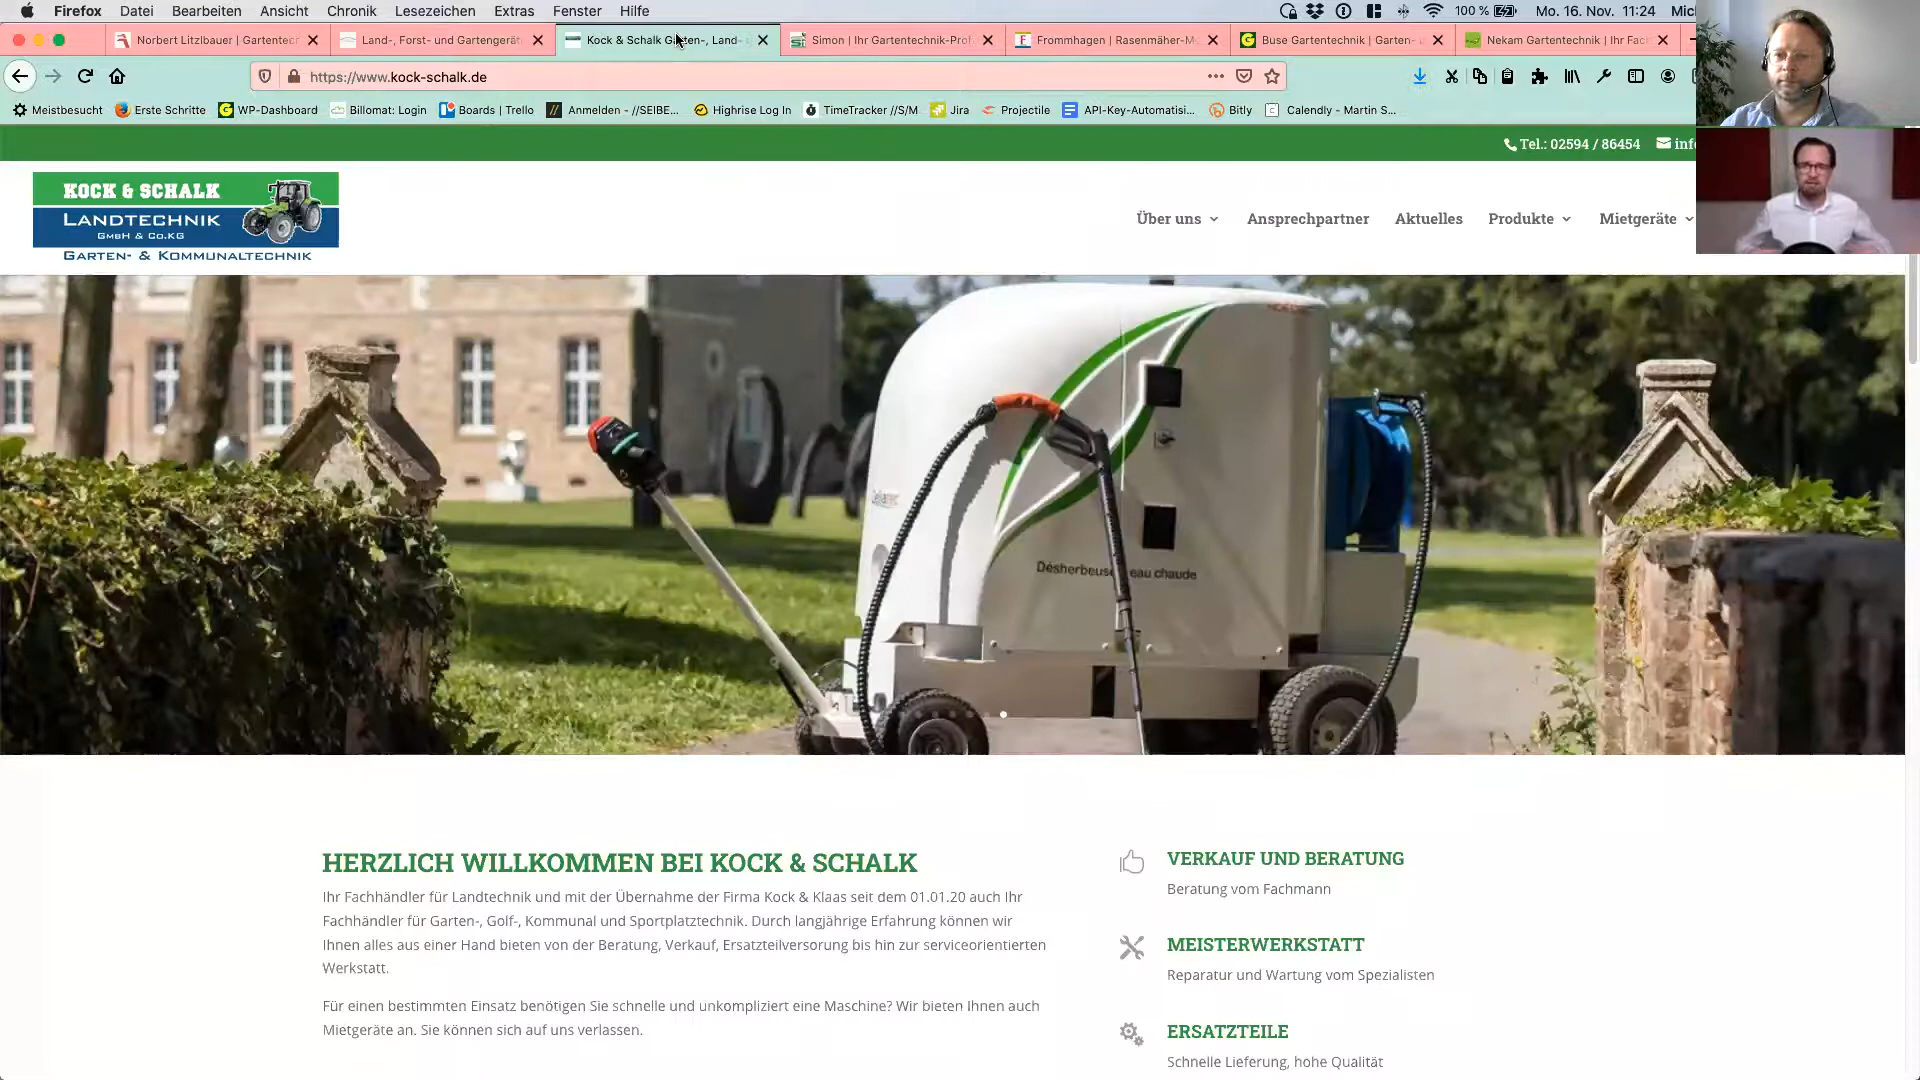 Firefox Datei Bearbeiten Ansicht Chronik Lesezeichen Extras Fenster Hilfe 100 % Mo. 16. Nov. 11:24
Norbert Litzlbauer | Gartentec Land-, Forst- und Gartengerät Kock & Schalk Garten-, Land- Simon | Ihr Gartentechnik-Prof Frommhagen | Rasenmäher-M Buse Gartentechnik | Garten- Nekam Gartentechnik | Ihr Fac
https://www.kock-schalk.de
Meistbesucht Erste Schritte WP-Dashboard Billomat: Login Boards | Trello Anmelden - //SEIBE... Highrise Log In TimeTracker //S/M Jira Projectile API-Key-Automatisi... Bitly Calendly - Martin S...
Tel.: 02594 / 86454 inf
KOCK & SCHALK
LANDTECHNIK
GMBH & CO.KG
GARTEN- & KOMMUNALTECHNIK
Über uns Ansprechpartner Aktuelles Produkte Mietgeräte
Désherbeuse eau chaude
HERZLICH WILLKOMMEN BEI KOCK & SCHALK
Ihr Fachhändler für Landtechnik und mit der Übernahme der Firma Kock & Klaas seit dem 01.01.20 auch Ihr
Fachhändler für Garten-, Golf-, Kommunal und Sportplatztechnik. Durch langjährige Erfahrung können wir
Ihnen alles aus einer Hand bieten von der Beratung, Verkauf, Ersatzteilversorung bis hin zur serviceorientierten
Werkstatt.
Für einen bestimmten Einsatz benötigen Sie schnelle und unkompliziert eine Maschine? Wir bieten Ihnen auch
Mietgeräte an. Sie können sich auf uns verlassen.
VERKAUF UND BERATUNG
Beratung vom Fachmann
MEISTERWERKSTATT
Reparatur und Wartung vom Spezialisten
ERSATZTEILE
Schnelle Lieferung, hohe Qualität